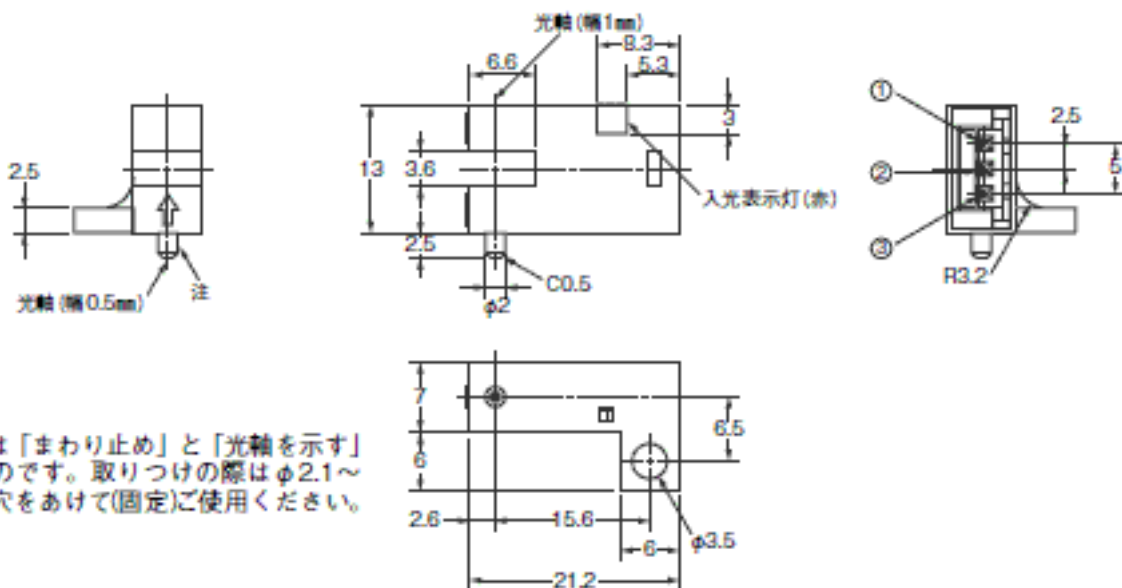 光軸(幅1mm)
8.3
6.6
5.3
3
13
3.6
2.5
C0.5
φ2
入光表示灯(赤)
2.5
光軸(幅0.5mm)
注
①
②
③
2.5
5
R3.2
7
6
6.5
2.6
15.6
6
φ3.5
21.2
は「まわり止め」と「光軸を示す」
のです。取りつけの際はφ2.1～
穴をあけて(固定)ご使用ください。